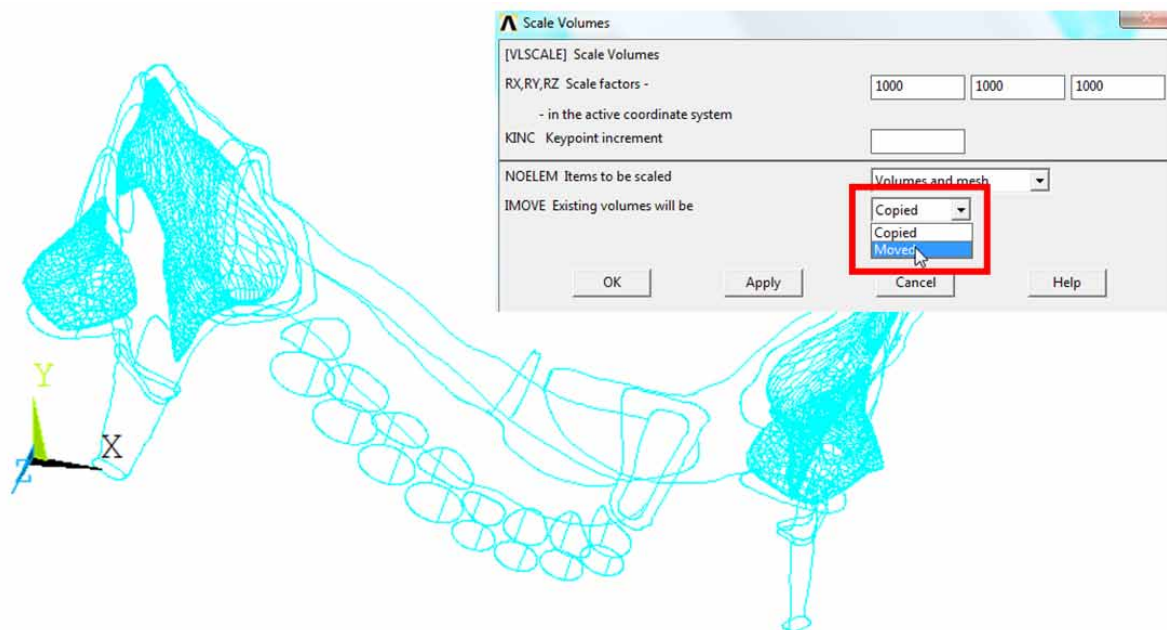 Scale Volumes
[VLSCALE] Scale Volumes
RX,RY,RZ Scale factors - 1000 1000 1000
- in the active coordinate system
KINC Keypoint increment
NOELEM Items to be scaled Volumes and mesh
IMOVE Existing volumes will be Copied
Copied
Moved
OK Apply Cancel Help
Y
X
Z